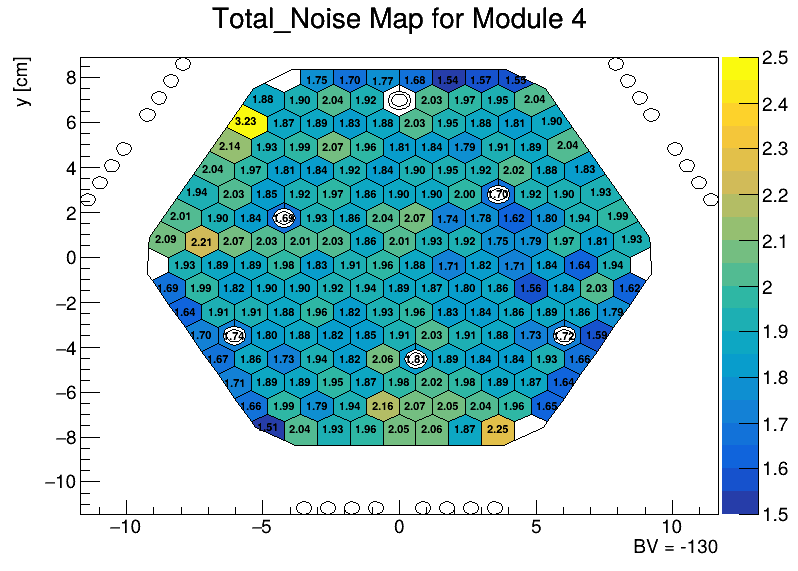 Total_Noise Map for Module 4
y [cm]
8
6
4
2
0
−2
−4
−6
−8
−10
1.75 1.70 1.77 1.68 1.54 1.57 1.55
1.88 1.90 2.04 1.92 2.03 1.97 1.95 2.04
3.23 1.87 1.89 1.83 1.88 2.03 1.95 1.88 1.81 1.90
2.14 1.93 1.99 2.07 1.96 1.81 1.84 1.79 1.91 1.89 2.04
2.04 1.97 1.81 1.84 1.94 1.84 1.95 1.92 2.02 1.88 1.83
1.94 2.03 1.85 1.92 1.97 1.86 1.90 1.90 2.00 1.70 1.92 1.90 1.93
2.01 1.90 1.84 1.69 1.93 1.86 2.04 2.07 1.74 1.78 1.62 1.80 1.94 1.99
2.09 2.21 2.07 2.03 2.01 2.03 1.86 2.01 1.93 1.92 1.75 1.79 1.97 1.81 1.93
1.93 1.89 1.89 1.98 1.83 1.91 1.96 1.88 1.71 1.82 1.71 1.84 1.64 1.94
1.69 1.99 1.82 1.90 1.90 1.92 1.94 1.95 1.87 1.82 1.86 1.56 1.84 2.03 1.62
1.64 1.91 1.91 1.88 1.96 1.82 1.93 1.96 1.85 1.82 1.88 1.92 1.86 1.79
1.70 1.74 1.80 1.88 1.82 1.85 1.91 2.03 1.91 1.88 1.73 1.72 1.59
1.67 1.86 1.73 1.94 1.82 2.06 1.81 1.89 1.84 1.84 1.93 1.66
1.71 1.89 1.89 1.95 1.87 1.98 2.02 1.98 1.89 1.87 1.64
1.66 1.99 1.79 1.94 2.16 2.07 2.05 2.04 1.96 1.65
1.51 2.04 1.93 1.96 2.05 2.06 1.87 2.25
−10 −5 0 5 10
2.5
2.4
2.3
2.2
2.1
2
1.9
1.8
1.7
1.6
1.5
BV = -130